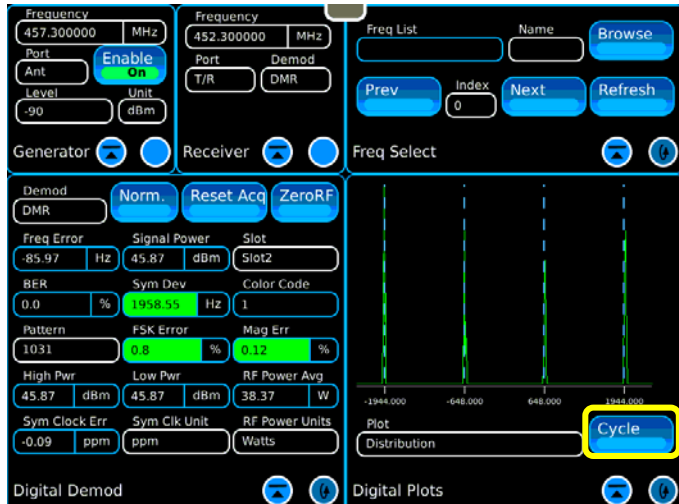 Frequency
457.300000 MHz
Port
Ant
Enable
On
Level Unit
-90 dBm
Generator
Frequency
452.300000 MHz
Port Demod
T/R DMR
Receiver
Freq List Name
Browse
Prev
Index
0
Next
Refresh
Freq Select
Demod
DMR
Norm. Reset Acq ZeroRF
Freq Error Signal Power Slot
-85.97 Hz 45.87 dBm Slot2
BER Sym Dev Color Code
0.0 % 1958.55 Hz 1
Pattern FSK Error Mag Err
1031 0.8 % 0.12 %
High Pwr Low Pwr RF Power Avg
45.87 dBm 45.87 dBm 38.37 W
Sym Clock Err Sym Clk Unit RF Power Units
-0.09 ppm ppm Watts
Digital Demod
-1944.000 -648.000 648.000 1944.000
Plot
Distribution
Cycle
Digital Plots